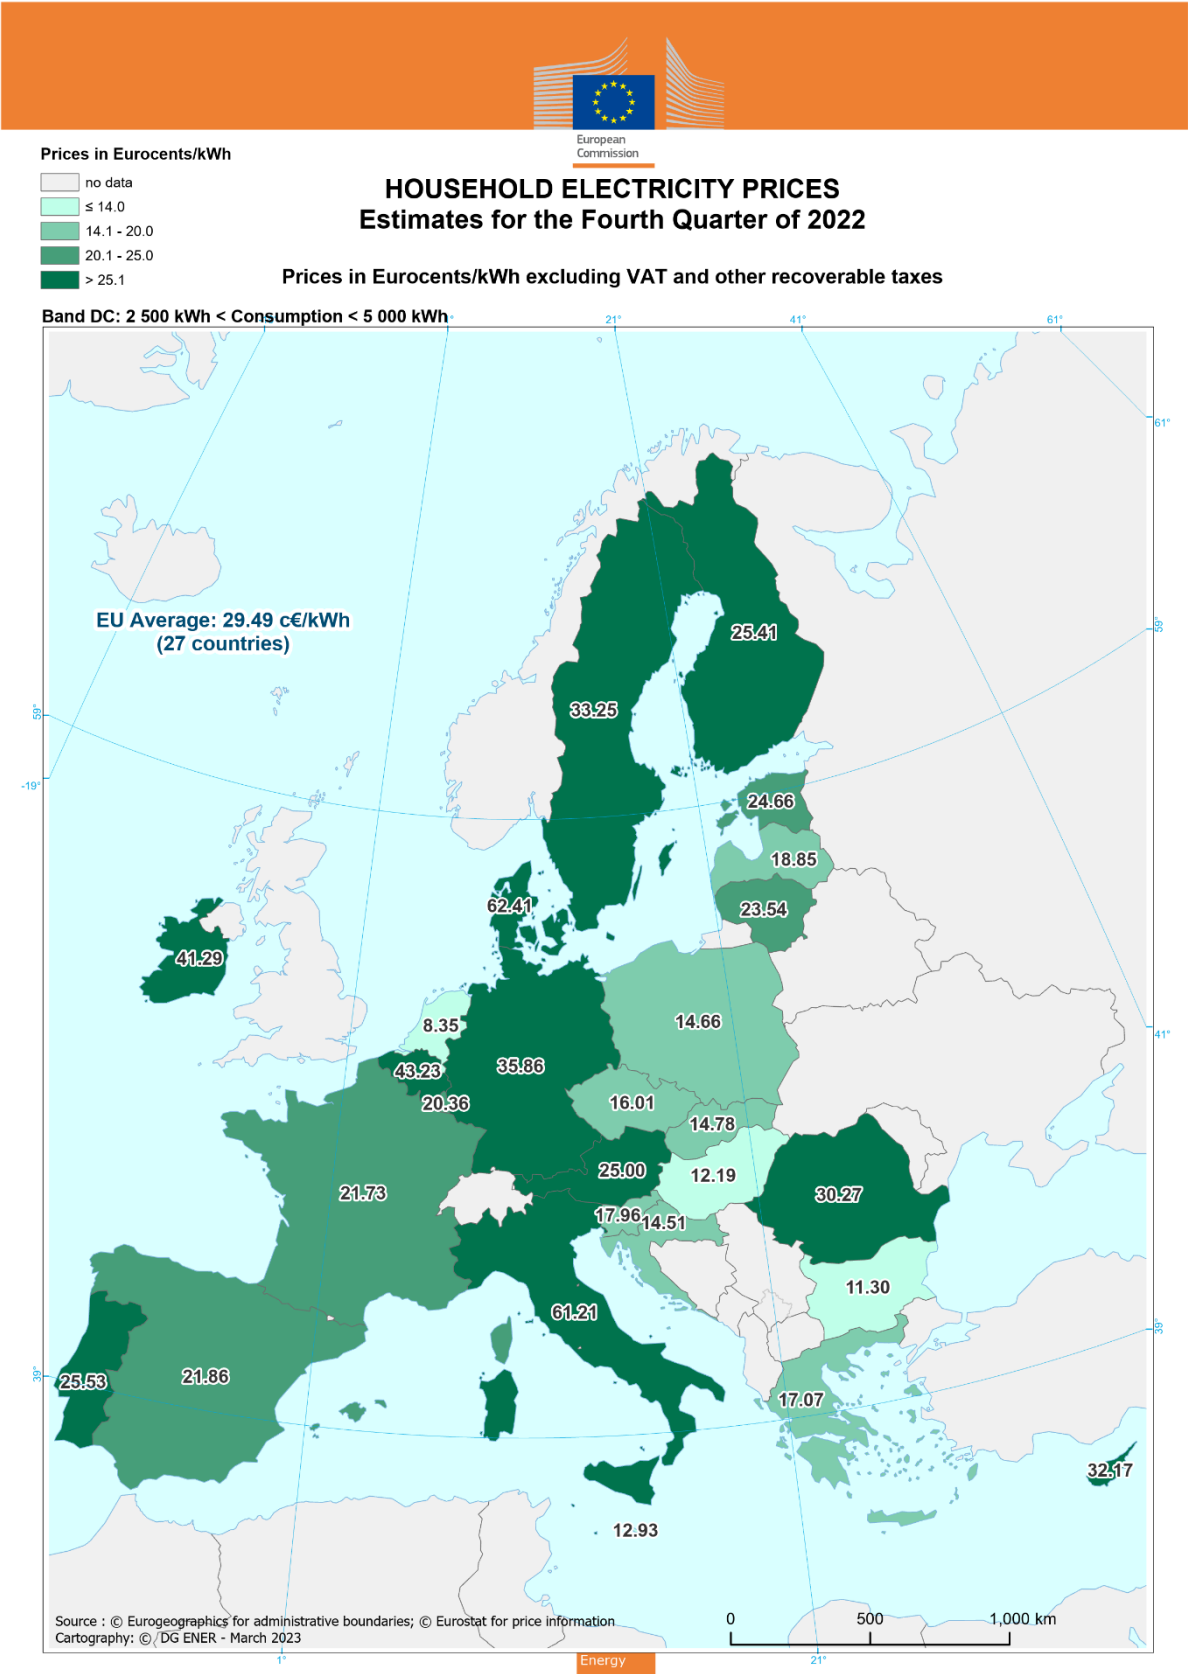 European
Commission
Prices in Eurocents/kWh
no data
≤ 14.0
14.1 - 20.0
20.1 - 25.0
> 25.1
HOUSEHOLD ELECTRICITY PRICES
Estimates for the Fourth Quarter of 2022
Prices in Eurocents/kWh excluding VAT and other recoverable taxes
Band DC: 2 500 kWh < Consumption < 5 000 kWh
21°
41°
61°
61°
EU Average: 29.49 c€/kWh
(27 countries)
25.41
59°
33.25
59°
-19°
24.66
18.85
62.41
23.54
41.29
14.66
8.35
41°
35.86
43.23
20.36
16.01
14.78
25.00
12.19
21.73
30.27
17.96
14.51
11.30
61.21
39°
39°
25.53
21.86
17.07
32.17
12.93
Source : © Eurogeographics for administrative boundaries; © Eurostat for price information
Cartography: © DG ENER - March 2023
0 500 1,000 km
1°
21°
Energy